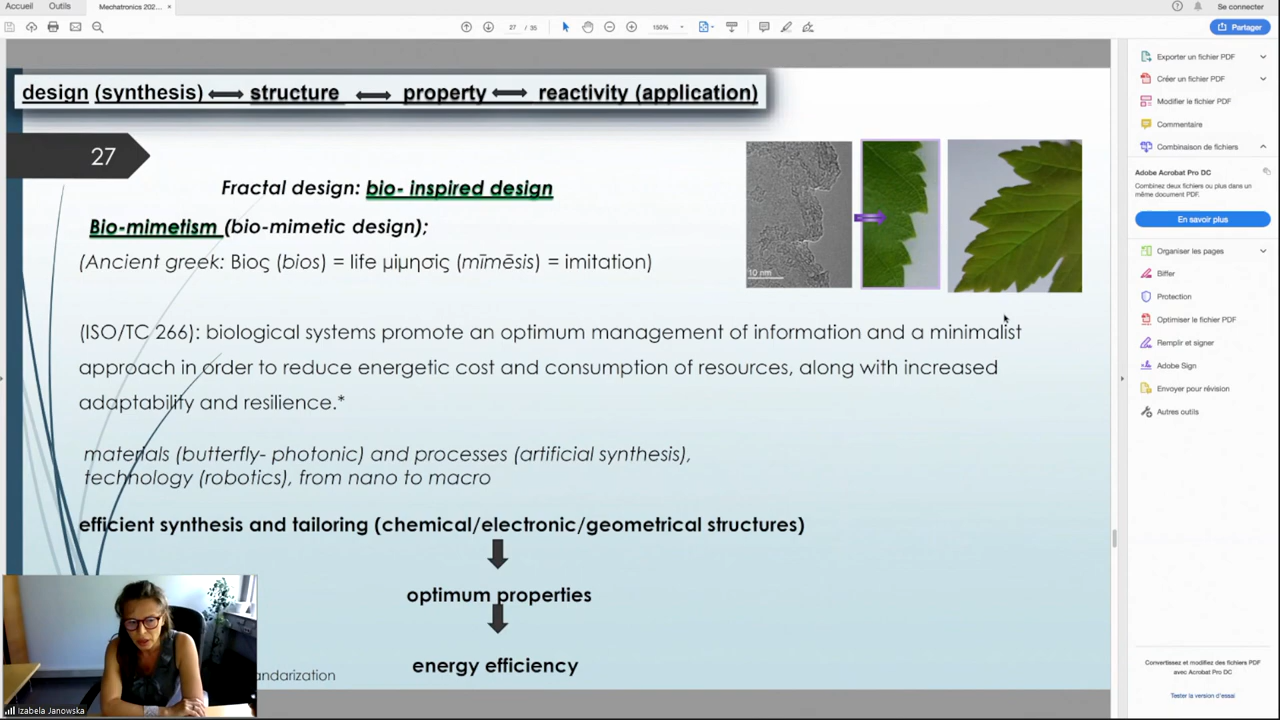 Accueil Outils Mechatronics 202... × Se connecter
27 / 35 150% Partager
design (synthesis) structure property reactivity (application)
27
Fractal design: bio- inspired design
Bio-mimetism (bio-mimetic design);
(Ancient greek: Βίος (bios) = life μίμησις (mimesis) = imitation)
10 nm
(ISO/TC 266): biological systems promote an optimum management of information and a minimalist
approach in order to reduce energetic cost and consumption of resources, along with increased
adaptability and resilience.*
materials (butterfly- photonic) and processes (artificial synthesis),
technology (robotics), from nano to macro
efficient synthesis and tailoring (chemical/electronic/geometrical structures)
optimum properties
energy efficiency
andarization
Izabela Janowska
Exporter un fichier PDF
Créer un fichier PDF
Modifier le fichier PDF
Commentaire
Combinaison de fichiers
Adobe Acrobat Pro DC
Combinez deux fichiers ou plus dans un
même document PDF.
En savoir plus
Organiser les pages
Biffer
Protection
Optimiser le fichier PDF
Remplir et signer
Adobe Sign
Envoyer pour révision
Autres outils
Convertissez et modifiez des fichiers PDF
avec Acrobat Pro DC
Tester la version d'essai